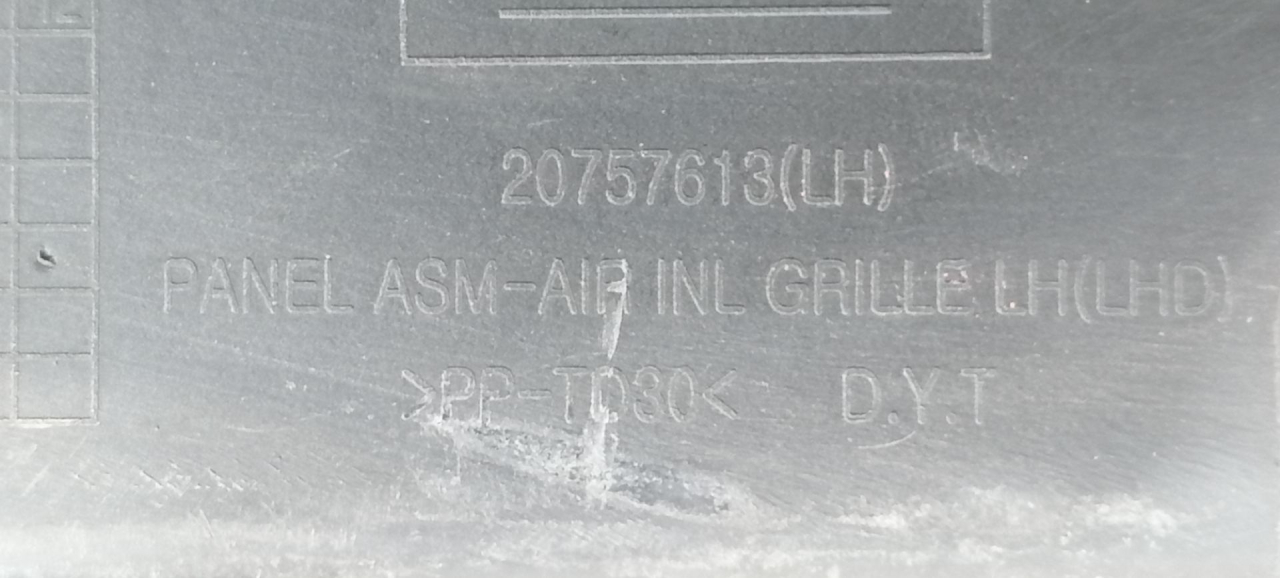 20757613(LH)
PANEL ASM-AIR INL GRILLE LH(LHD)
>PP-TD30< D.Y.T